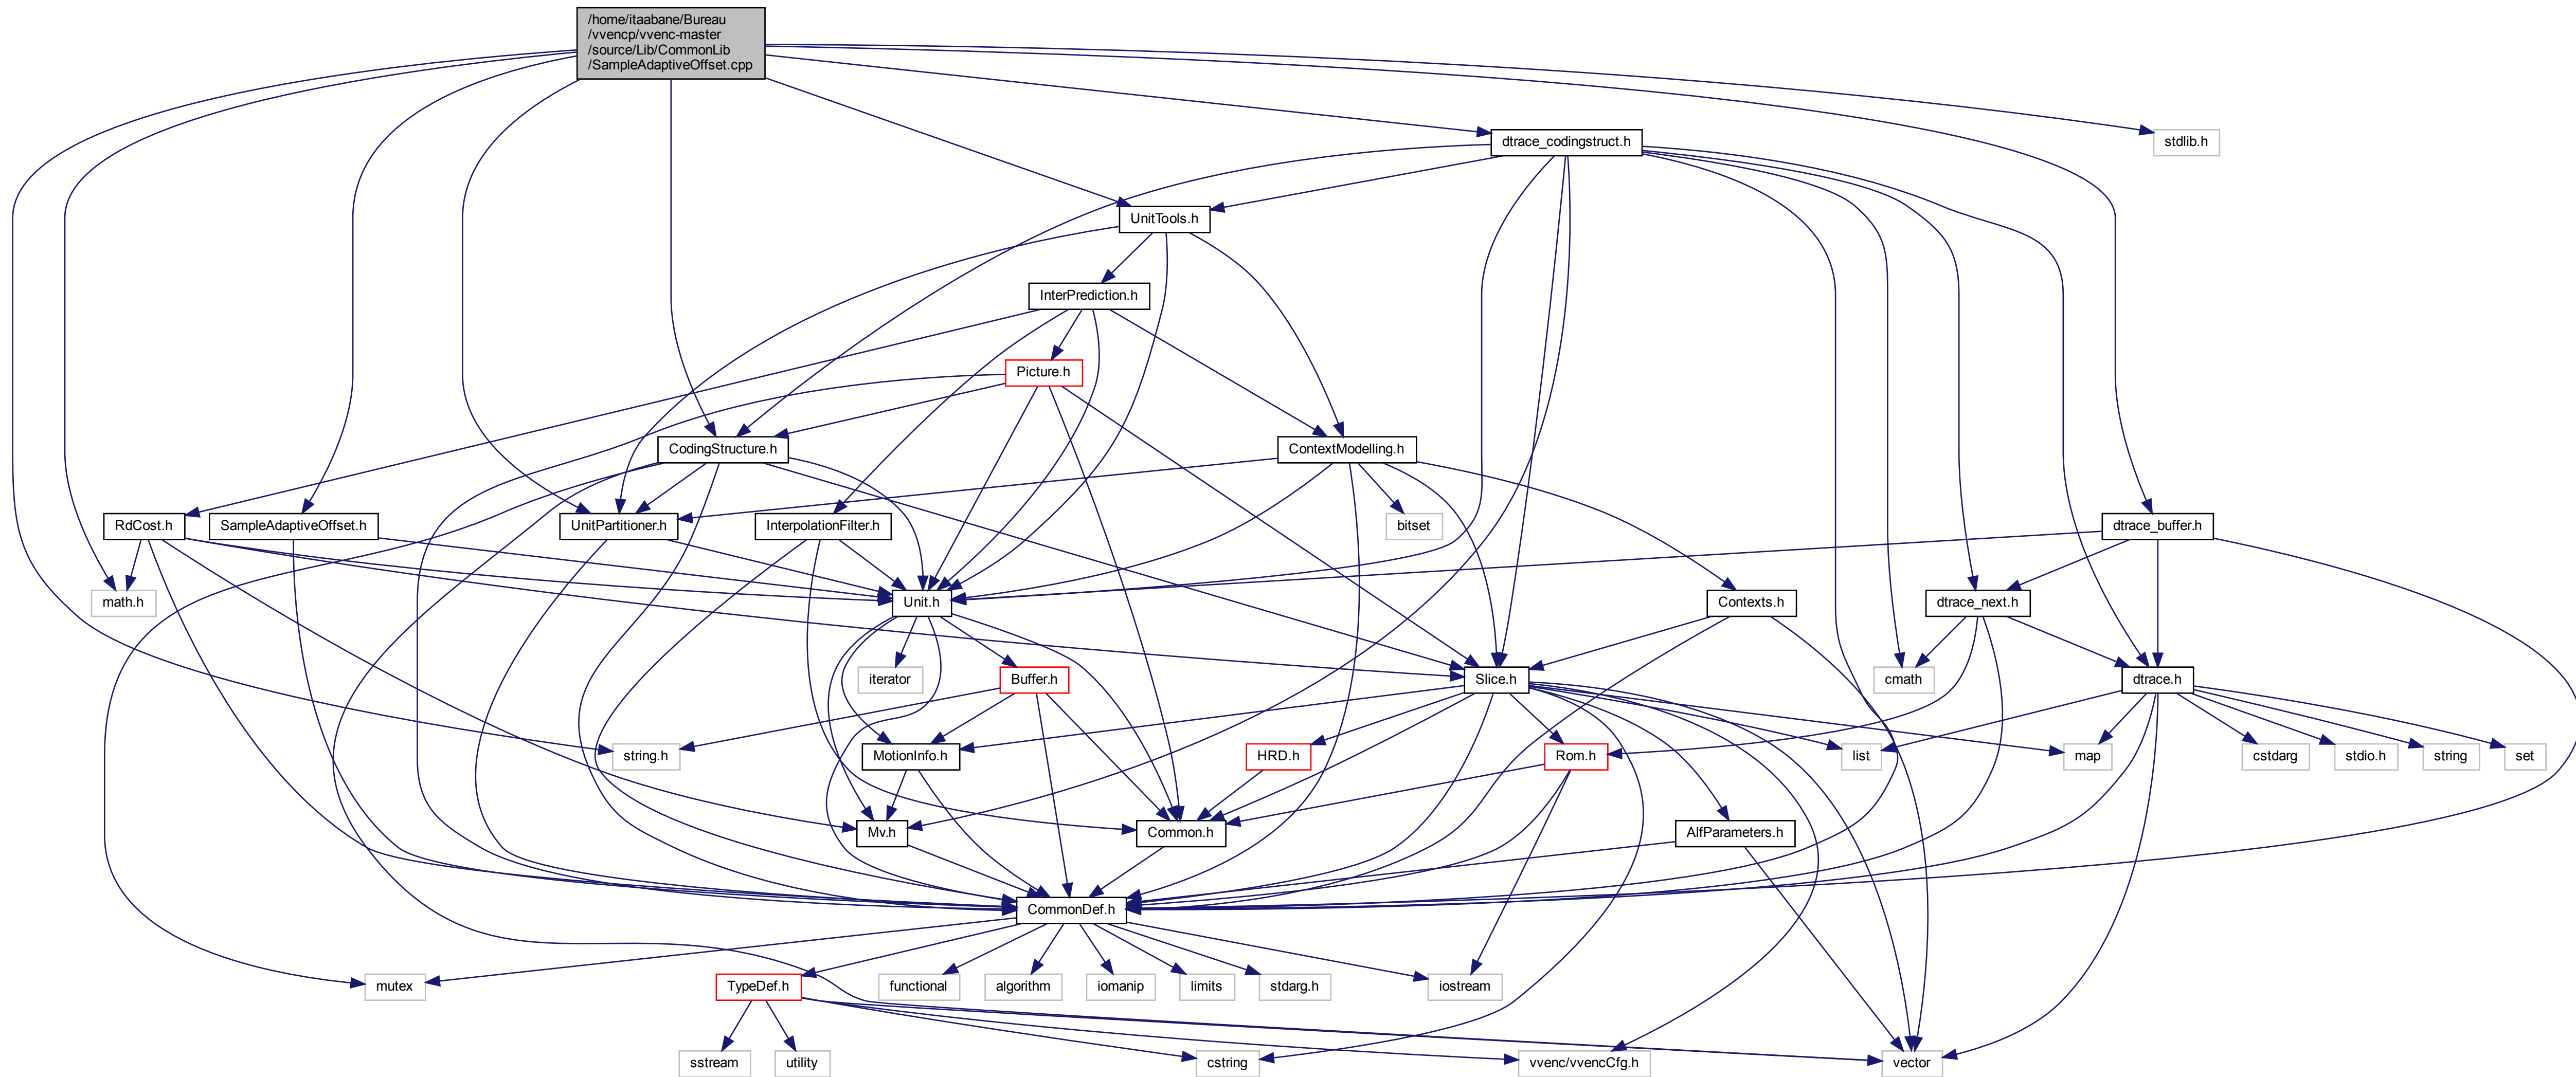 /home/itaabane/Bureau
/vvencp/vvenc-master
/source/Lib/CommonLib
/SampleAdaptiveOffset.cpp
dtrace_codingstruct.h
stdlib.h
UnitTools.h
InterPrediction.h
Picture.h
CodingStructure.h
ContextModelling.h
RdCost.h
SampleAdaptiveOffset.h
UnitPartitioner.h
InterpolationFilter.h
bitset
dtrace_buffer.h
math.h
Unit.h
Contexts.h
dtrace_next.h
iterator
Buffer.h
Slice.h
cmath
dtrace.h
string.h
MotionInfo.h
HRD.h
Rom.h
list
map
cstdarg
stdio.h
string
set
Mv.h
Common.h
AlfParameters.h
CommonDef.h
mutex
TypeDef.h
functional
algorithm
iomanip
limits
stdarg.h
iostream
sstream
utility
cstring
vvenc/vvencCfg.h
vector